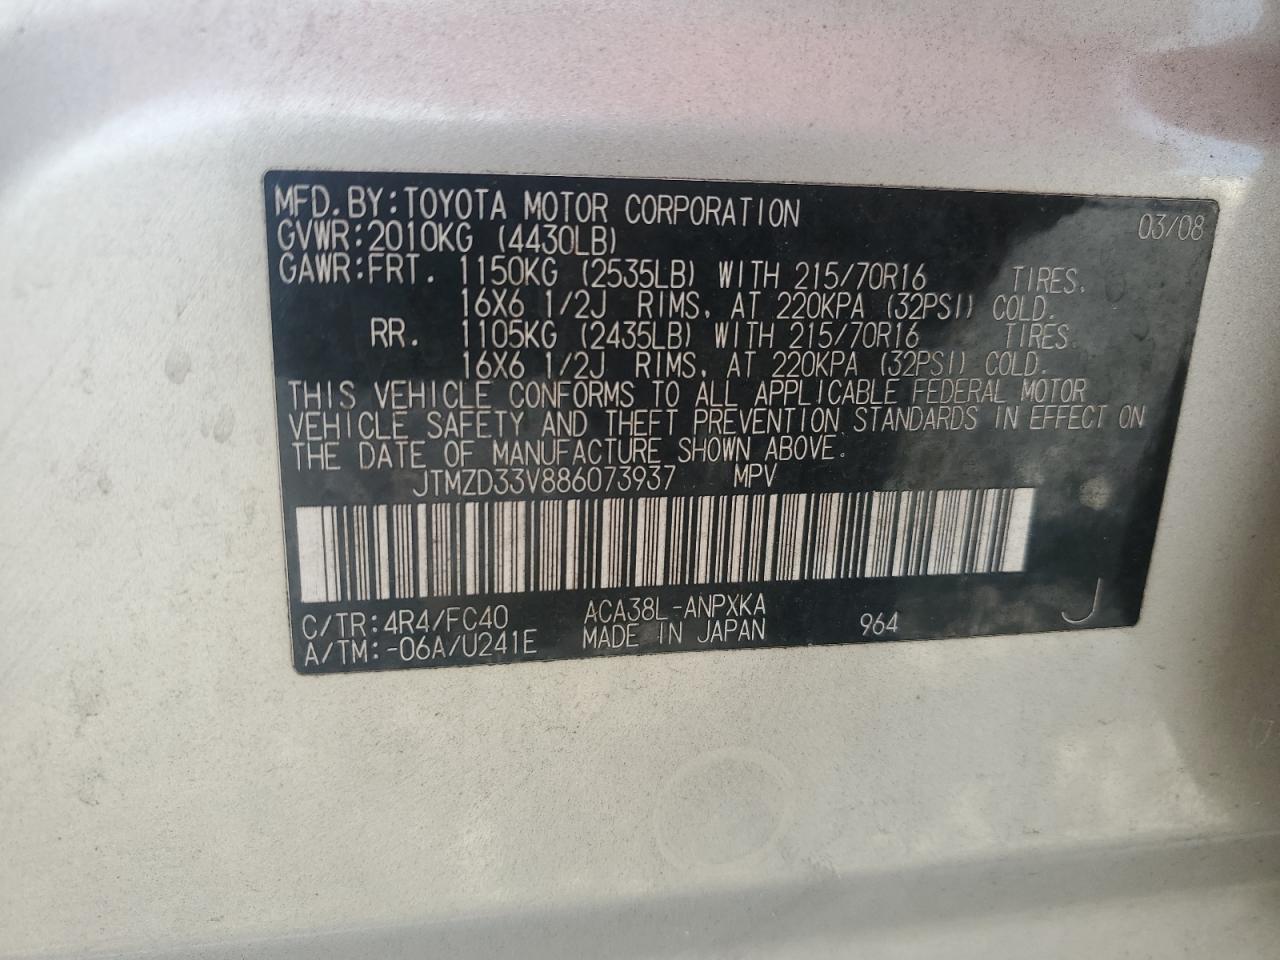 MFD.BY:TOYOTA MOTOR CORPORATION 03/08
GVWR:2010KG (4430LB)
GAWR:FRT. 1150KG (2535LB) WITH 215/70R16 TIRES.
16X6 1/2J RIMS, AT 220KPA (32PSI) COLD.
RR. 1105KG (2435LB) WITH 215/70R16 TIRES.
16X6 1/2J RIMS, AT 220KPA (32PSI) COLD.
THIS VEHICLE CONFORMS TO ALL APPLICABLE FEDERAL MOTOR
VEHICLE SAFETY AND THEFT PREVENTION STANDARDS IN EFFECT ON
THE DATE OF MANUFACTURE SHOWN ABOVE.
JTMZD33V886073937 MPV
C/TR:4R4/FC40 ACA38L-ANPXKA
A/TM:-06A/U241E MADE IN JAPAN 964 J